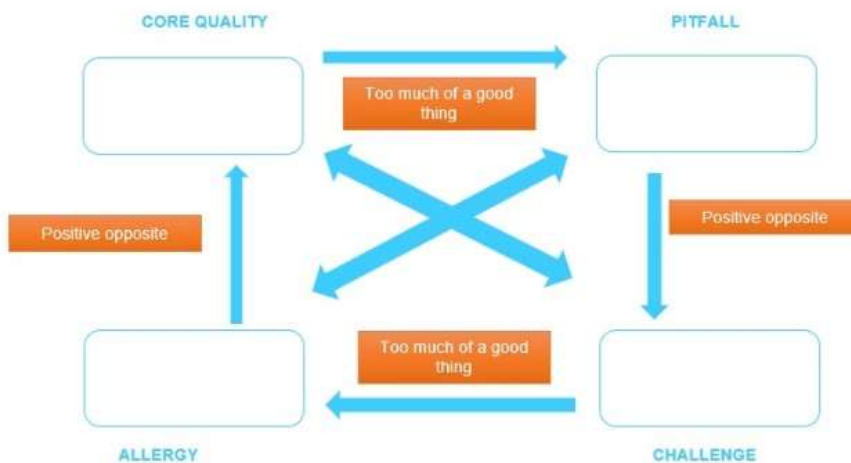 CORE QUALITY
PITFALL
Too much of a good
thing
Positive opposite
Positive opposite
Too much of a good
thing
ALLERGY
CHALLENGE